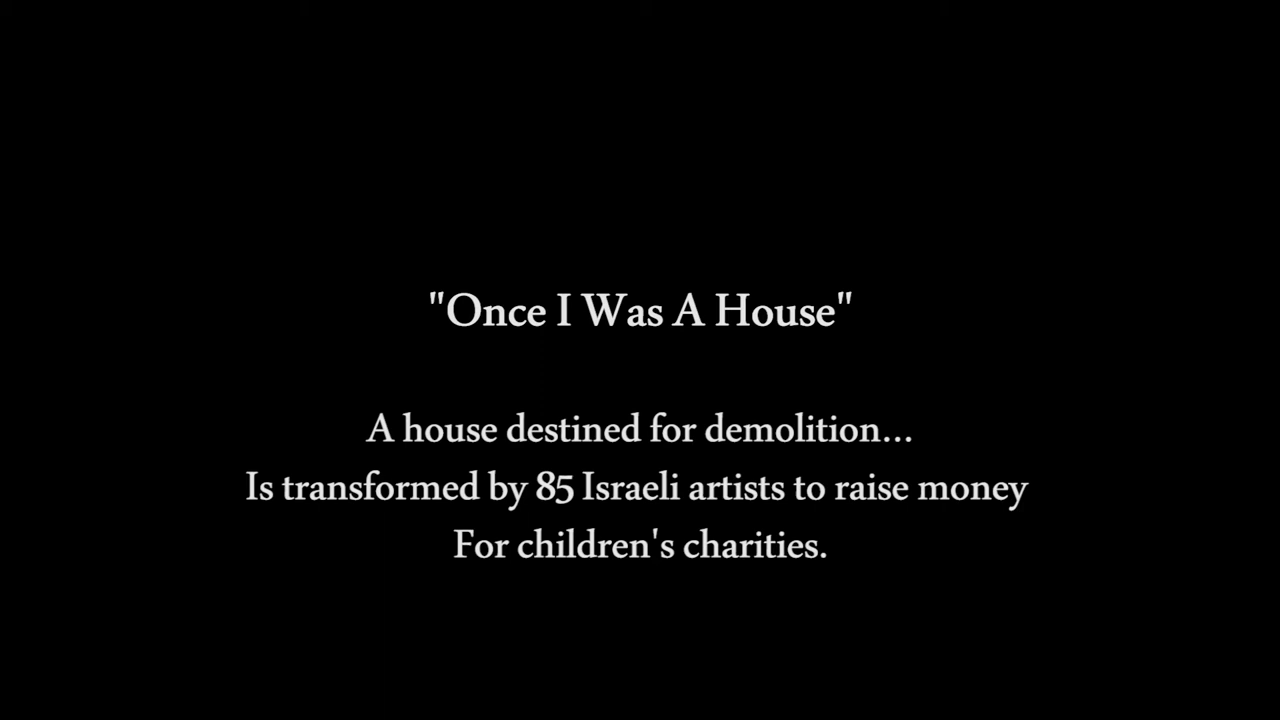 "Once I Was A House"
A house destined for demolition...
Is transformed by 85 Israeli artists to raise money
For children's charities.